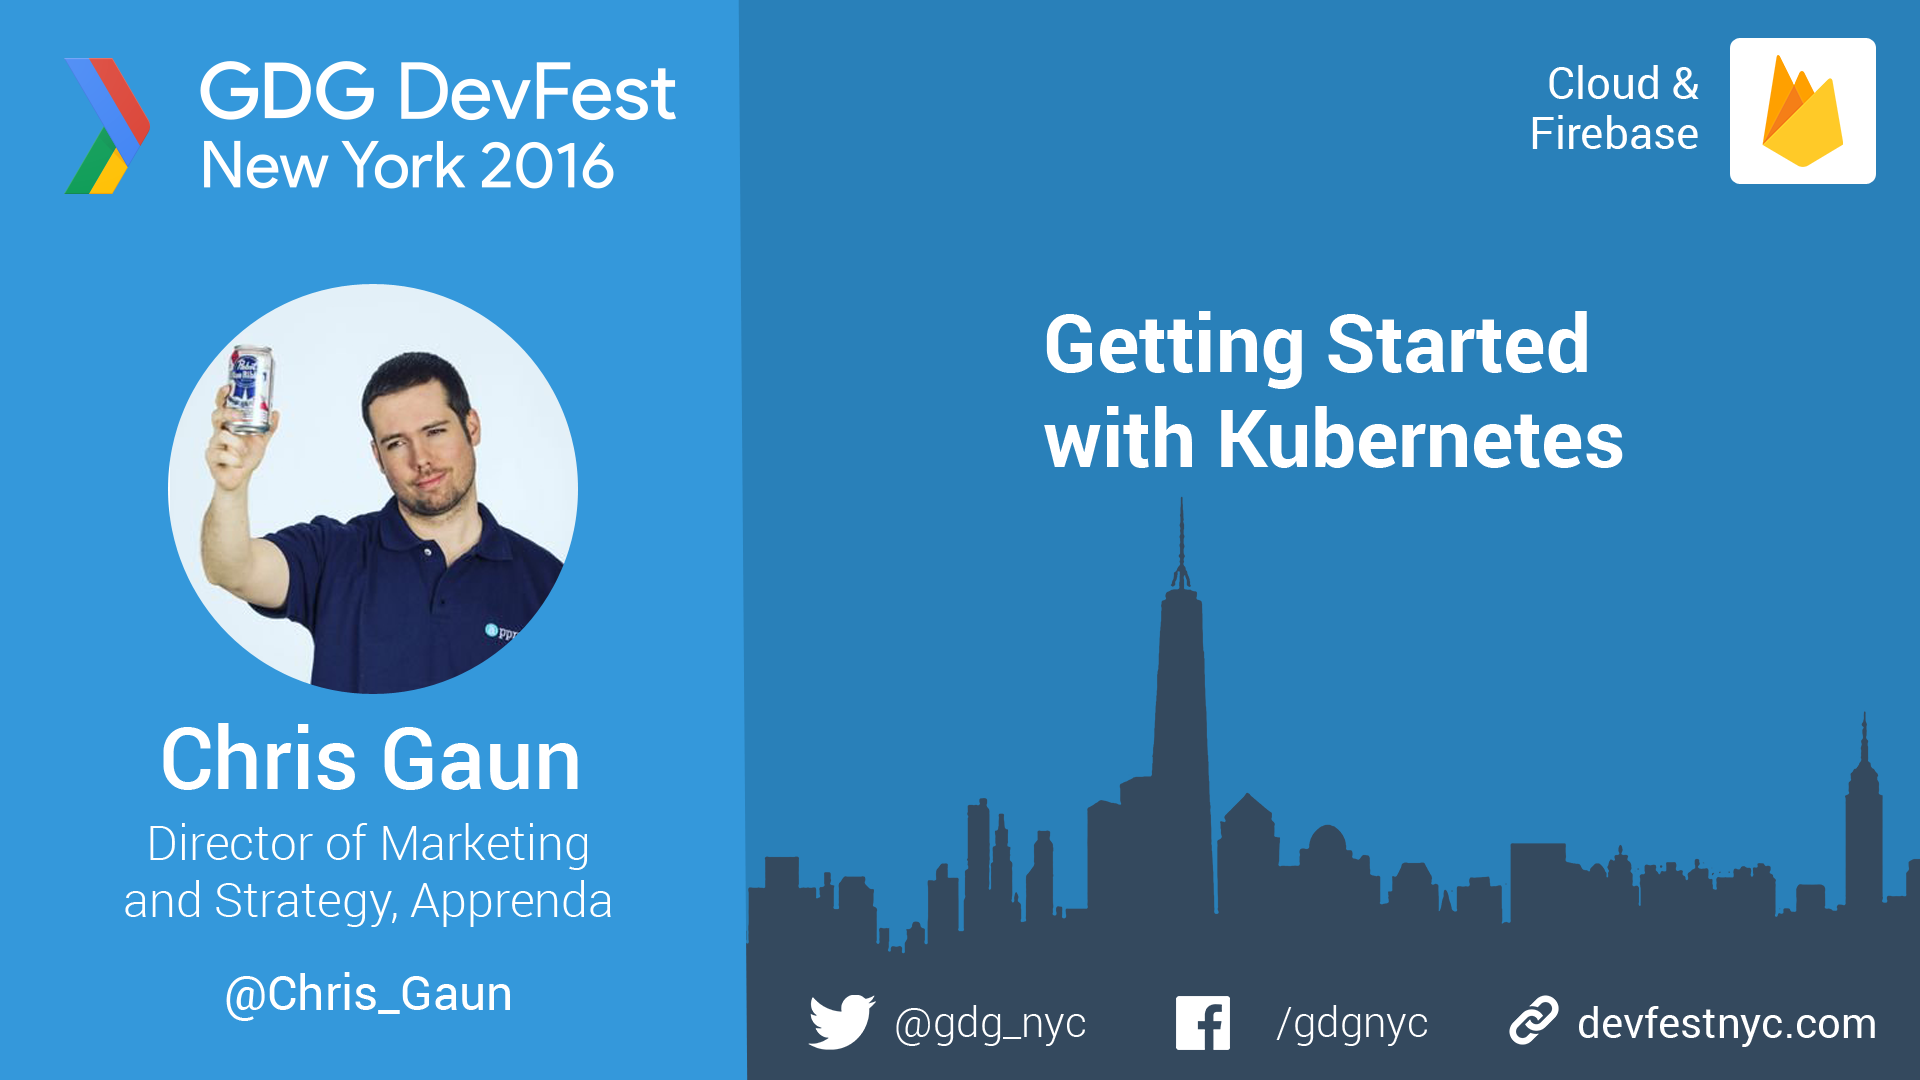 GDG DevFest
New York 2016
Cloud &
Firebase
Pabst
Getting Started
with Kubernetes
Chris Gaun
Director of Marketing
and Strategy, Apprenda
@Chris_Gaun
@gdg_nyc
/gdgnyc
devfestnyc.com